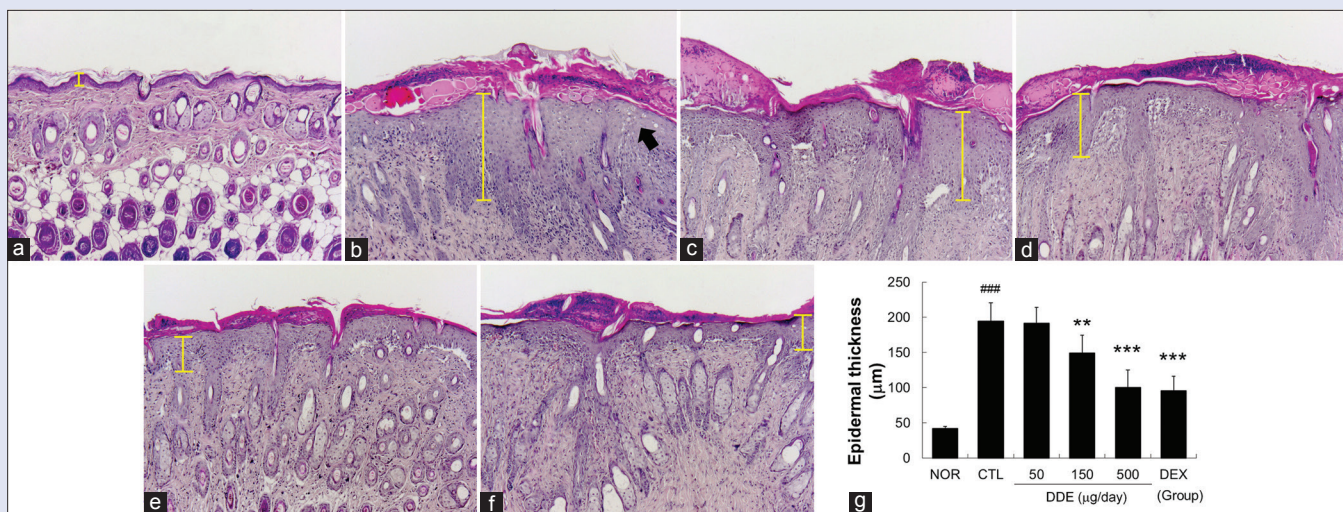 a
b
c
d
e
f
g
Epidermal thickness
(μm)
250
200
150
100
50
0
###
**
***
***
NOR
CTL
50
150
500
DEX
DDE (μg/day)
(Group)